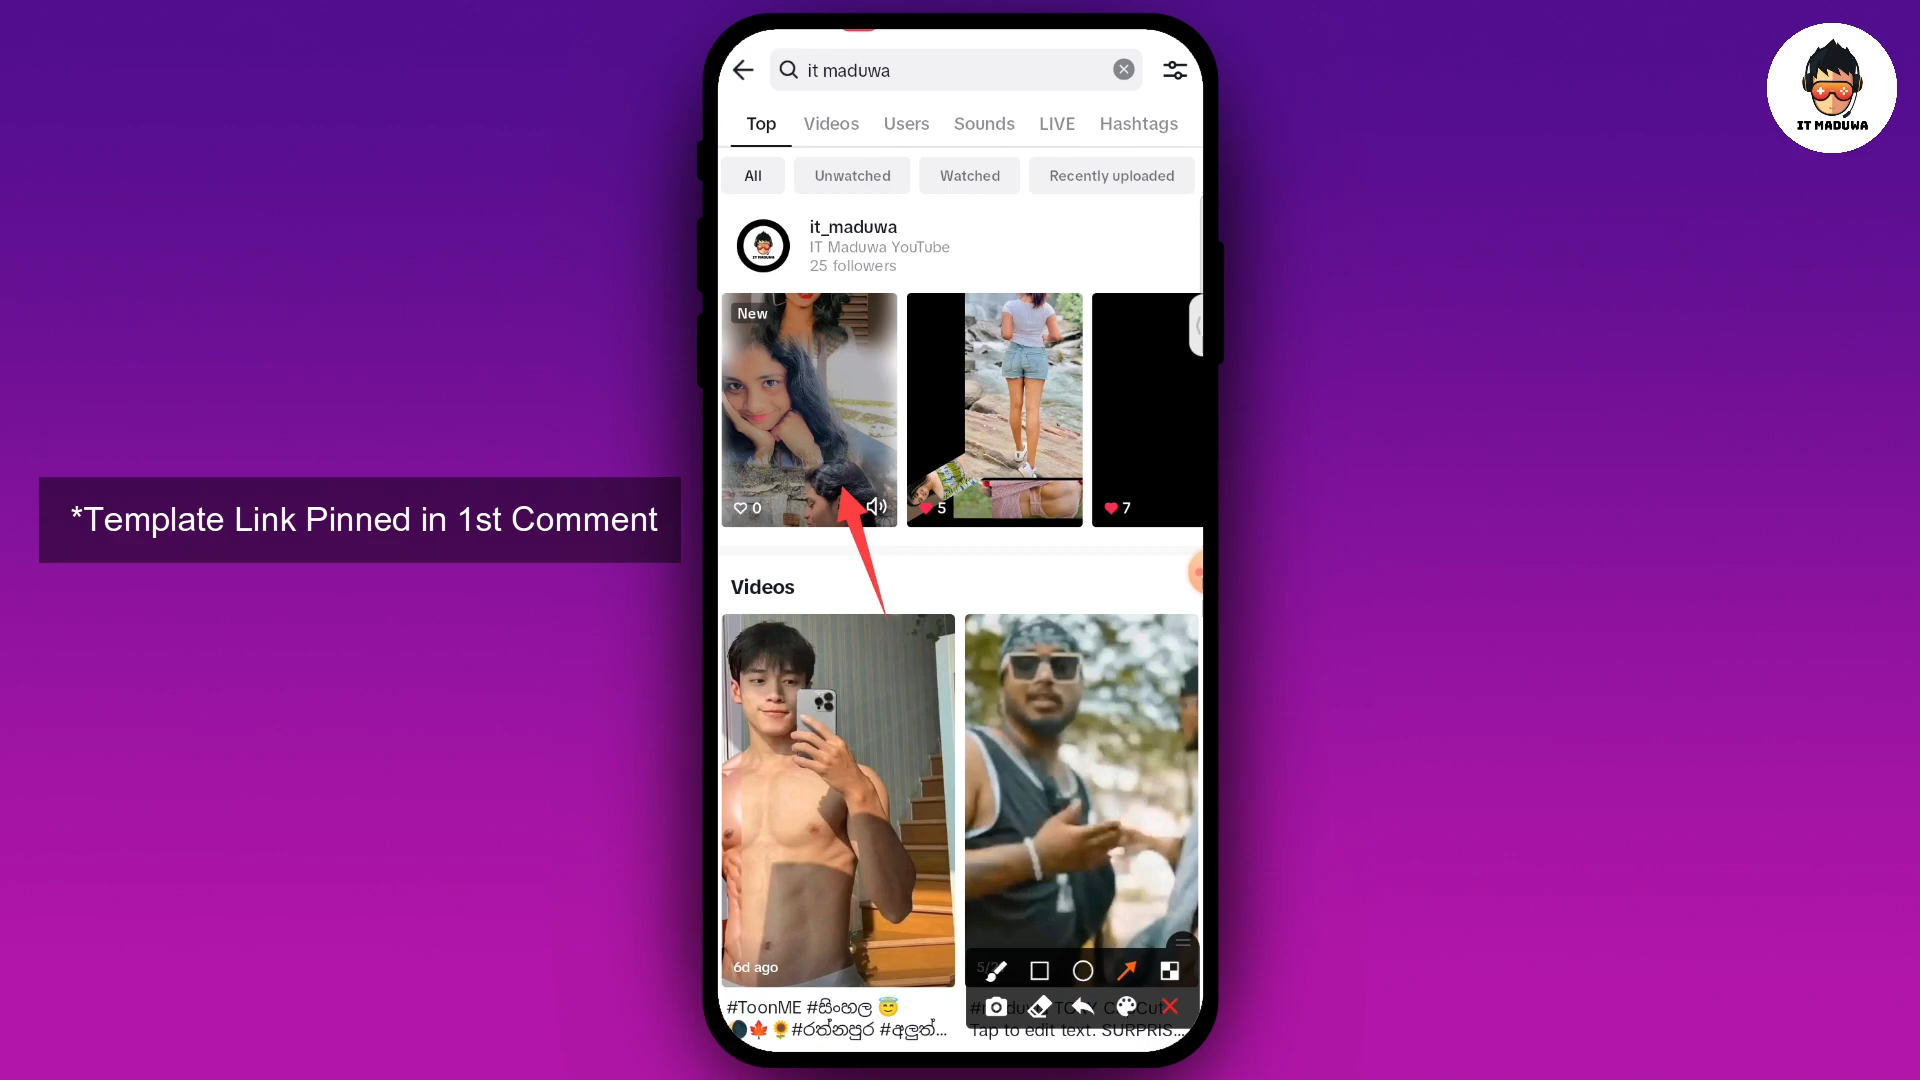 it maduwa
Top Videos Users Sounds LIVE Hashtags
All Unwatched Watched Recently uploaded
it_maduwa
IT Maduwa YouTube
25 followers
New
0
5
7
IT MADUWA
*Template Link Pinned in 1st Comment
Videos
6d ago
#ToonME #සිංහල
#රත්නපුර #අලුත්...
Tap to edit text. SURPRIS...